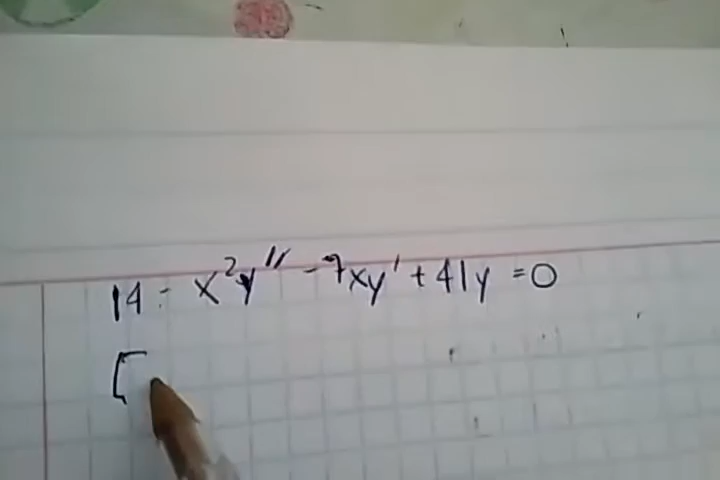 14 - x²y'' - 7xy' + 41y = 0
[